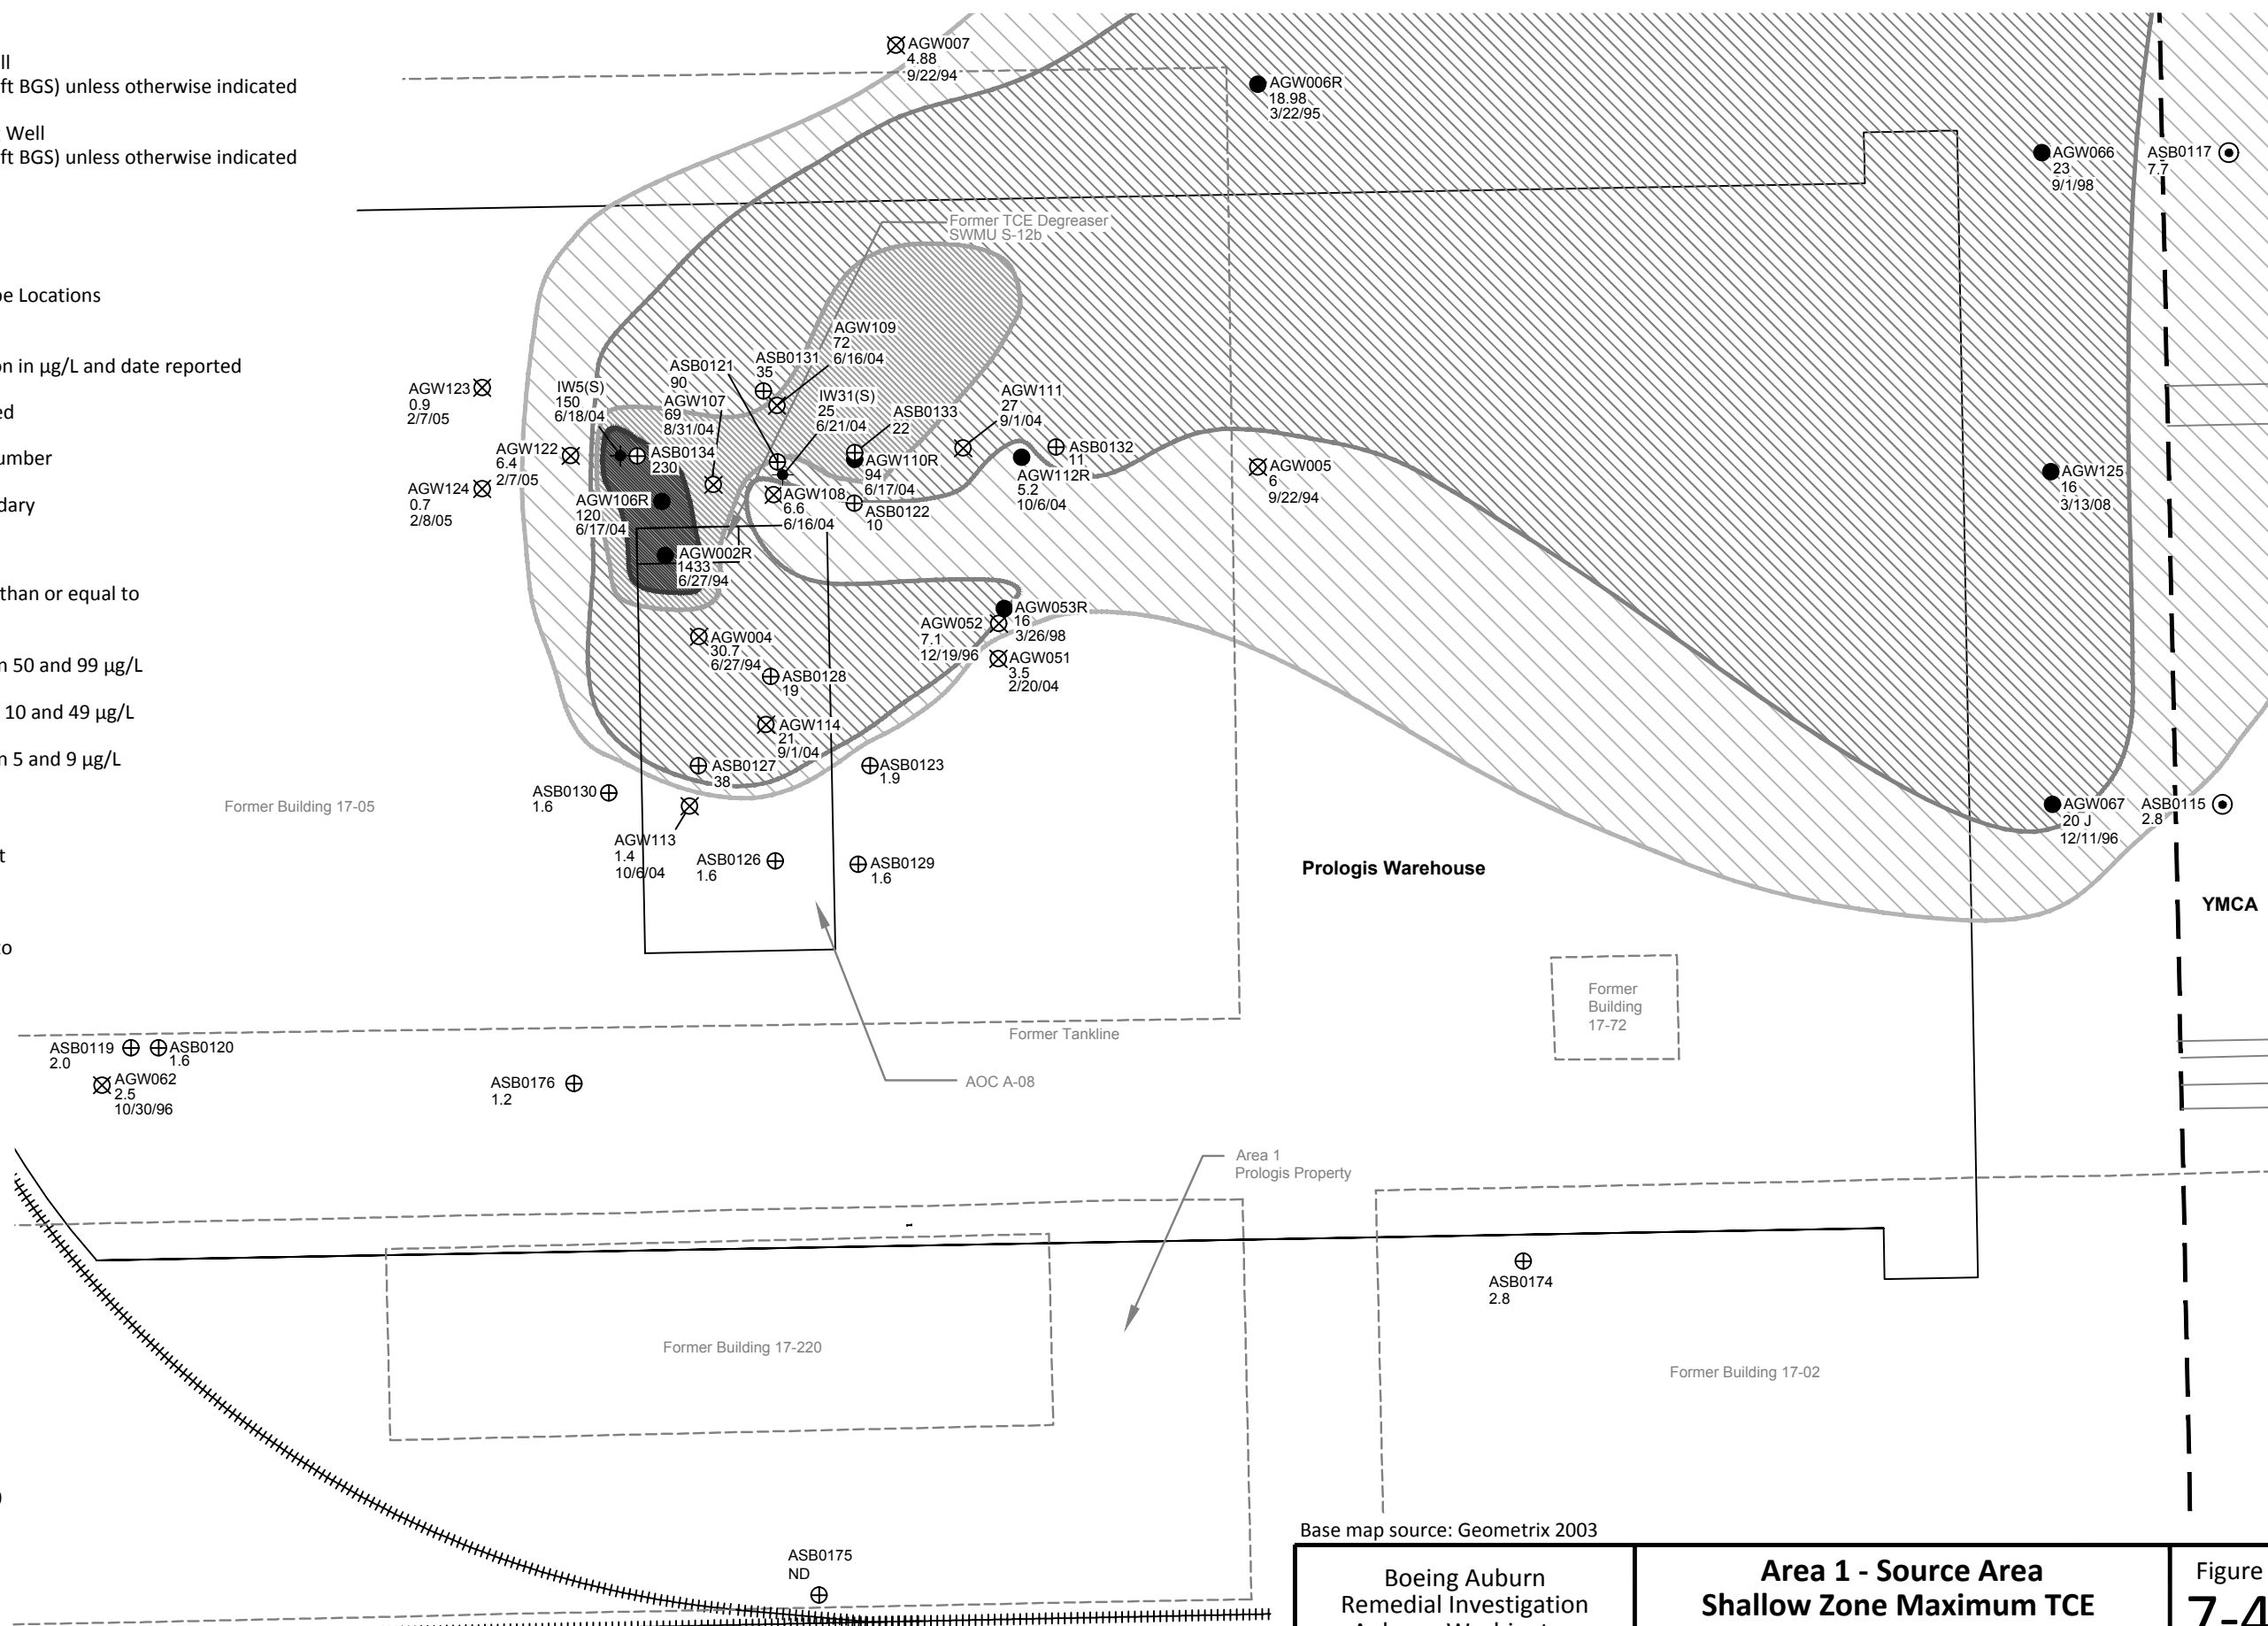 ll
ft BGS) unless otherwise indicated
Well
ft BGS) unless otherwise indicated
be Locations
on in µg/L and date reported
ed
umber
dary
than or equal to
n 50 and 99 µg/L
10 and 49 µg/L
n 5 and 9 µg/L
t
to
)
AGW007
4.88
9/22/94
AGW006R
18.98
3/22/95
AGW066
23
9/1/98
ASB0117
7.7
Former TCE Degreaser
SWMU S-12b
AGW109
72
6/16/04
ASB0131
35
ASB0121
90
AGW107
69
8/31/04
IW5(S)
150
6/18/04
IW31(S)
25
6/21/04
ASB0133
22
AGW111
27
9/1/04
AGW123
0.9
2/7/05
AGW122
6.4
2/7/05
AGW124
0.7
2/8/05
ASB0134
230
AGW110R
94
6/17/04
ASB0132
11
AGW112R
5.2
10/6/04
AGW005
6
9/22/94
AGW125
16
3/13/08
AGW106R
120
6/17/04
AGW108
6.6
6/16/04
ASB0122
10
AGW002R
1433
6/27/94
AGW053R
16
3/26/98
AGW052
7.1
12/19/96
AGW051
3.5
2/20/04
AGW004
30.7
6/27/94
ASB0128
19
AGW114
21
9/1/04
ASB0127
38
ASB0123
1.9
ASB0130
1.6
Former Building 17-05
AGW113
1.4
10/6/04
ASB0126
1.6
ASB0129
1.6
AGW067
20 J
12/11/96
ASB0115
2.8
Prologis Warehouse
YMCA
Former
Building
17-72
Former Tankline
AOC A-08
ASB0119
2.0
ASB0120
1.6
AGW062
2.5
10/30/96
ASB0176
1.2
Area 1
Prologis Property
ASB0174
2.8
Former Building 17-220
Former Building 17-02
ASB0175
ND
Base map source: Geometrix 2003
Boeing Auburn
Remedial Investigation
Auburn, Washington
Area 1 - Source Area
Shallow Zone Maximum TCE
Figure
7-4